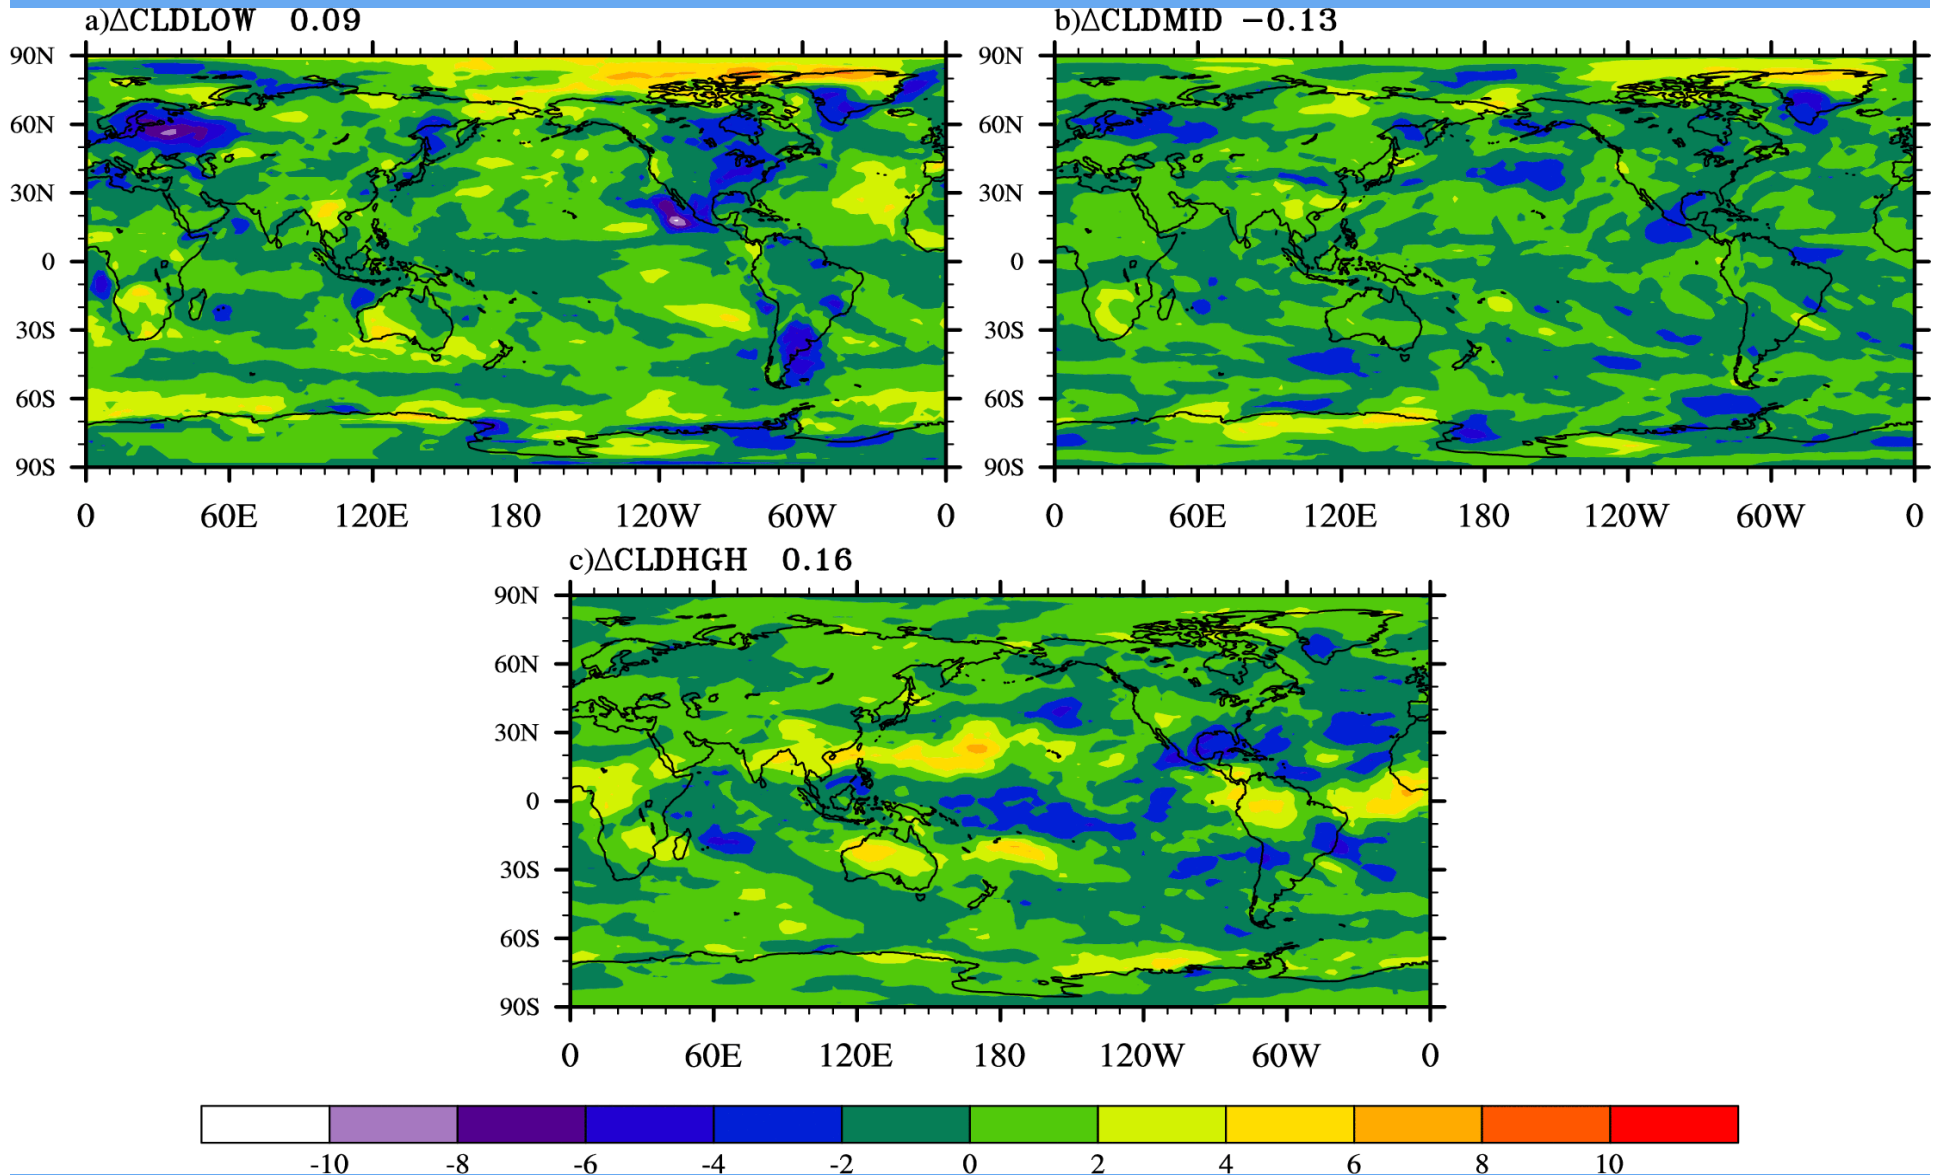 a)ΔCLDLOW 0.09
b)ΔCLDMID −0.13
90N
60N
30N
0
30S
60S
90S
0 60E 120E 180 120W 60W 0
90N
60N
30N
0
30S
60S
90S
0 60E 120E 180 120W 60W 0
c)ΔCLDHGH 0.16
90N
60N
30N
0
30S
60S
90S
0 60E 120E 180 120W 60W 0
-10 -8 -6 -4 -2 0 2 4 6 8 10